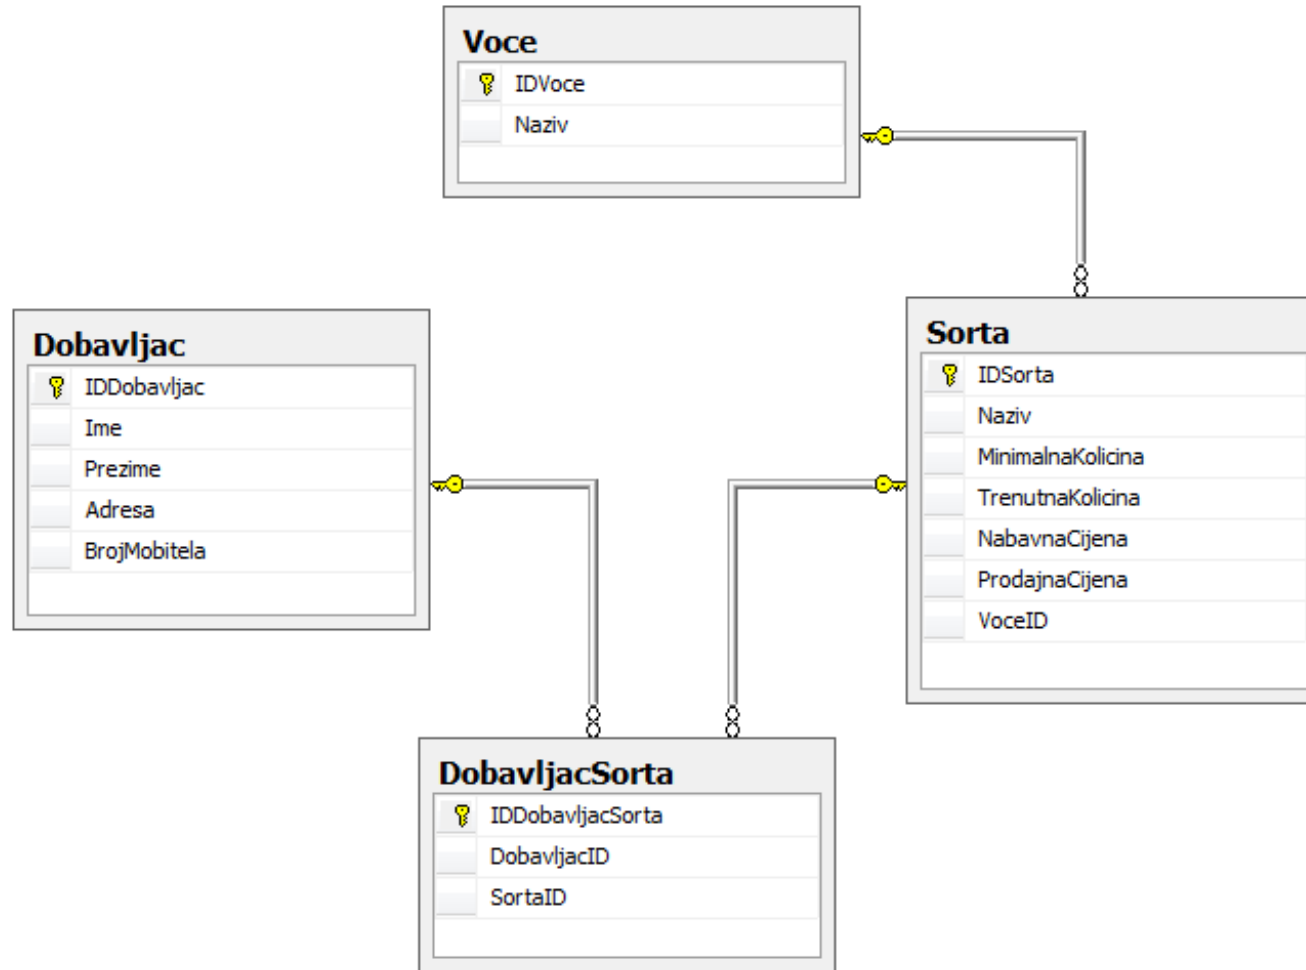 Voce
IDVoce
Naziv
Dobavljac
IDDobavljac
Ime
Prezime
Adresa
BrojMobitela
Sorta
IDSorta
Naziv
MinimalnaKolicina
TrenutnaKolicina
NabavnaCijena
ProdajnaCijena
VoceID
DobavljacSorta
IDDobavljacSorta
DobavljacID
SortaID